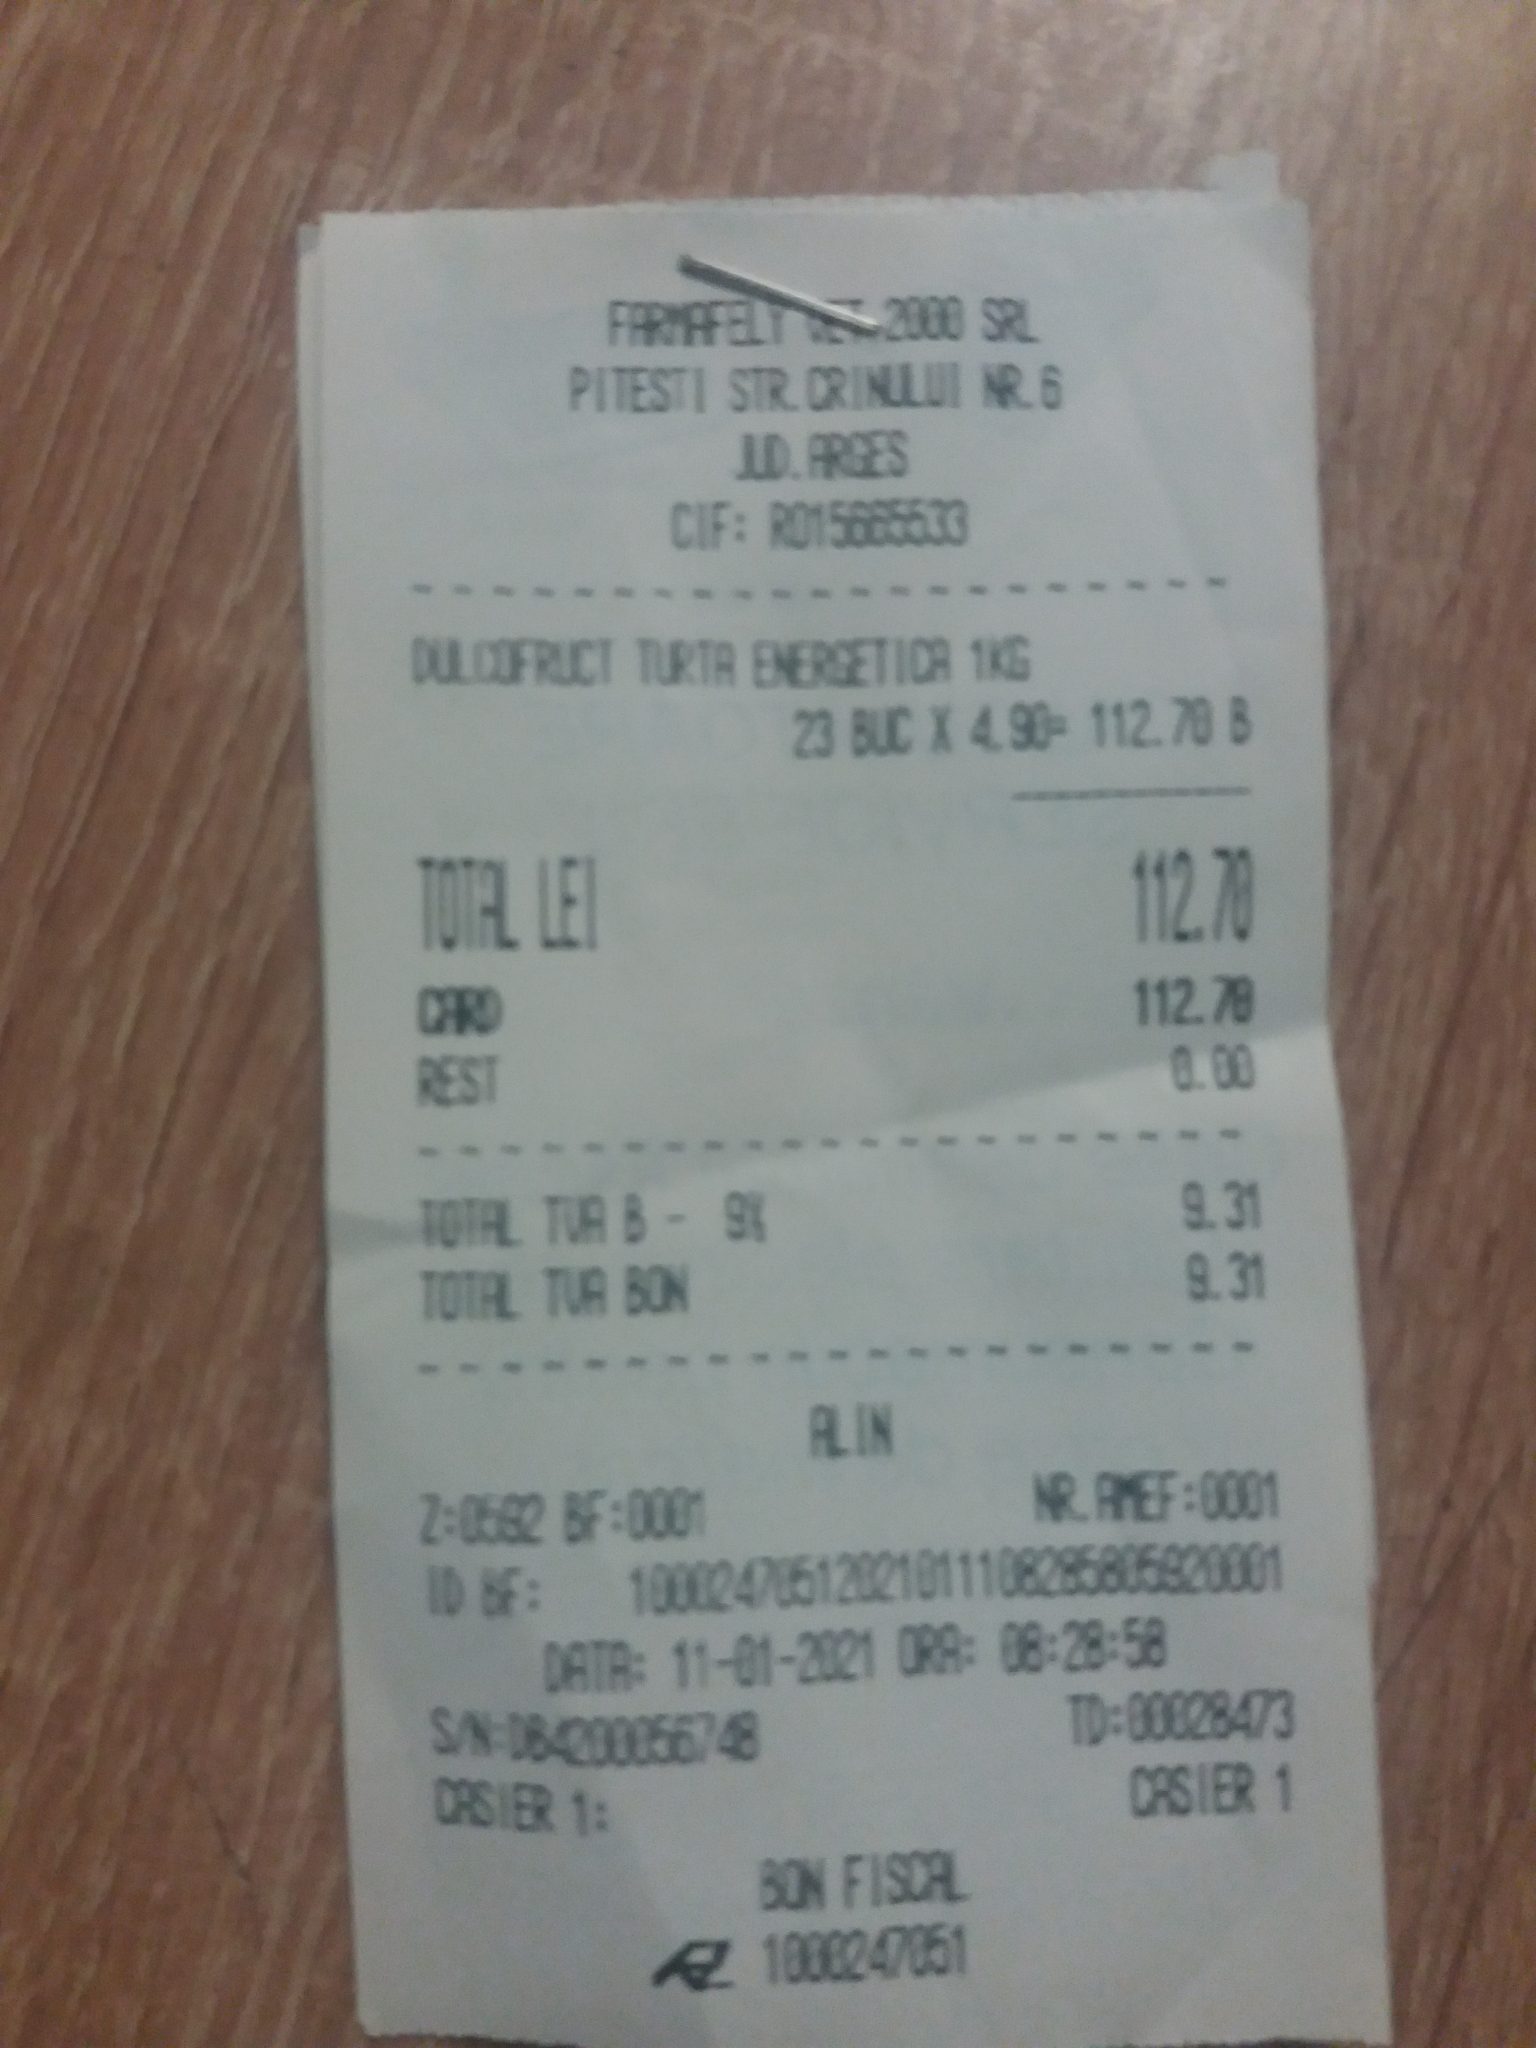 FARMAFELY VET 2000 SRL
PITESTI STR.CRINULUI NR.6
JUD.ARGES
CIF: RO15665533
DULCOFRUCT TURTA ENERGETICA 1KG
23 BUC X 4.90= 112.70 B
TOTAL LEI 112.70
CARD 112.70
REST 0.00
TOTAL TVA B - 9% 9.31
TOTAL TVA BON 9.31
ALIN
Z:0592 BF:0001 NR.AMEF:0001
ID BF: 10002470512021011108285805920001
DATA: 11-01-2021 ORA: 08:28:58
S/N:DB4200056748 TD:00028473
CASIER 1: CASIER 1
BON FISCAL
1000247051